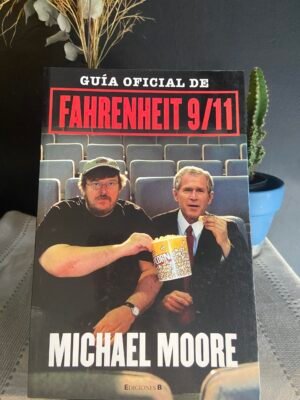 GUÍA OFICIAL DE
FAHRENHEIT 9/11
MICHAEL MOORE
EDICIONES B